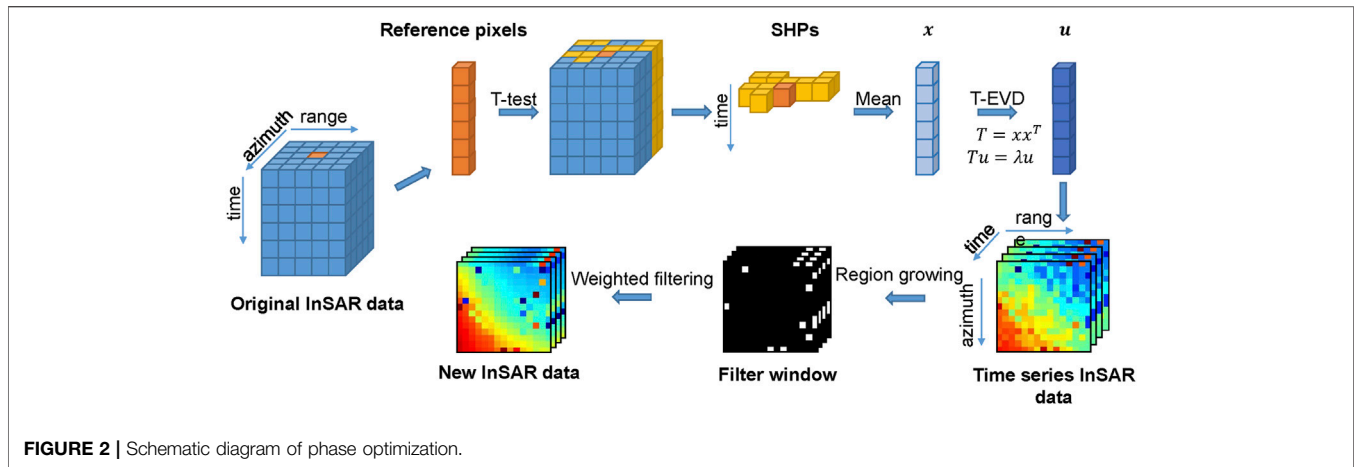 Reference pixels
SHPs
x
u
T-test
Mean
T-EVD
T = xxᵀ
Tu = λu
azimuth
range
time
time
Original InSAR data
time
rang
e
azimuth
Region growing
Weighted filtering
New InSAR data
Filter window
Time series InSAR
data
FIGURE 2 | Schematic diagram of phase optimization.